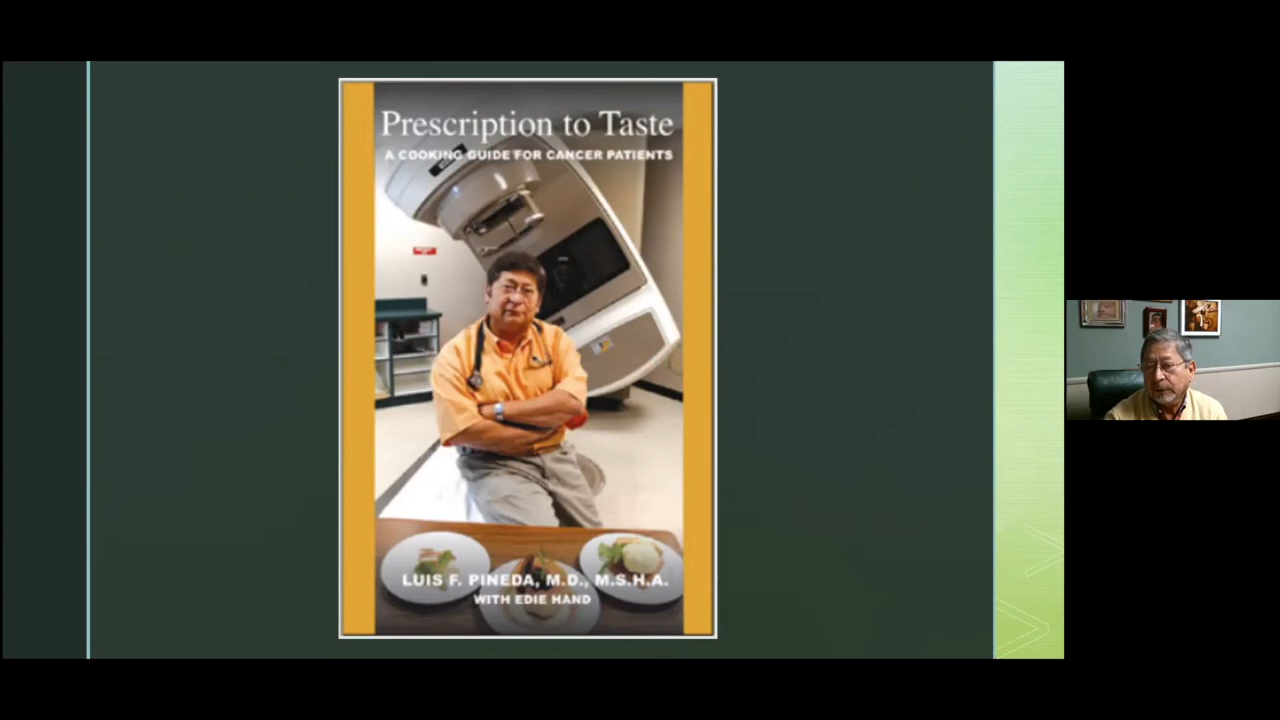 Prescription to Taste
A COOKING GUIDE FOR CANCER PATIENTS
LUIS F. PINEDA, M.D., M.S.H.A.
WITH EDIE HAND